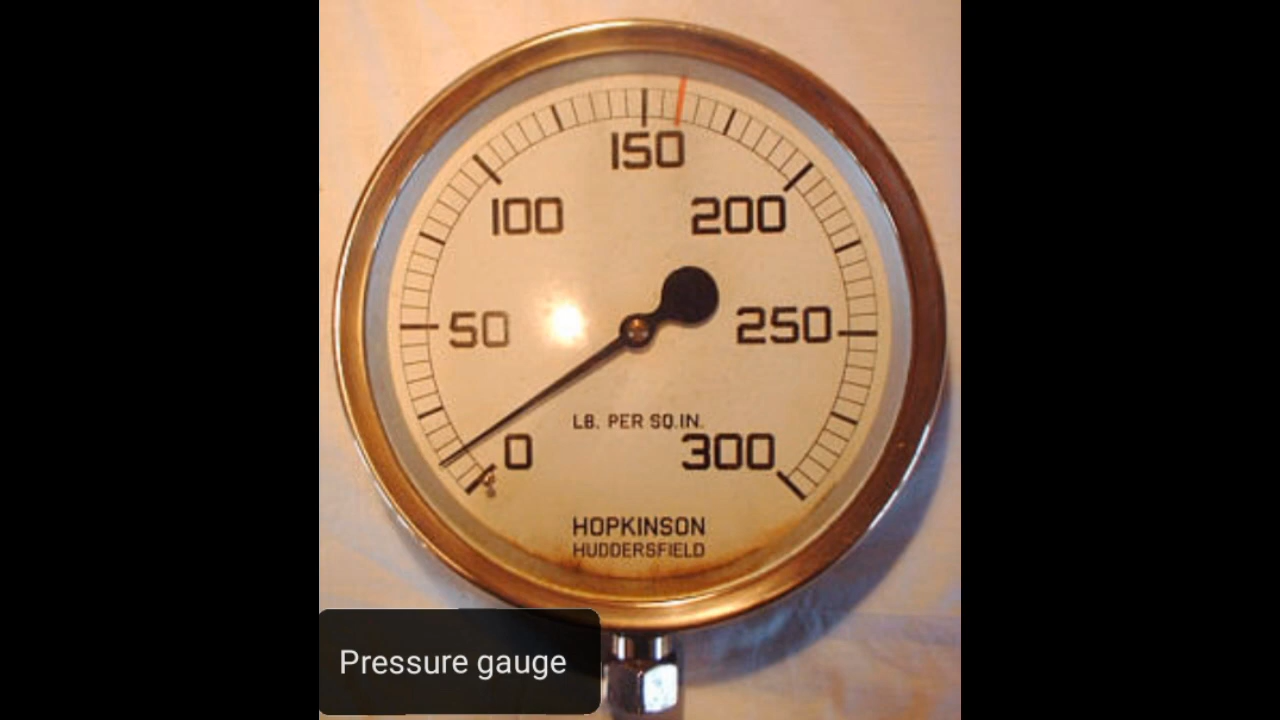 150
100 200
50 250
LB. PER SQ.IN.
0 300
HOPKINSON
HUDDERSFIELD
Pressure gauge